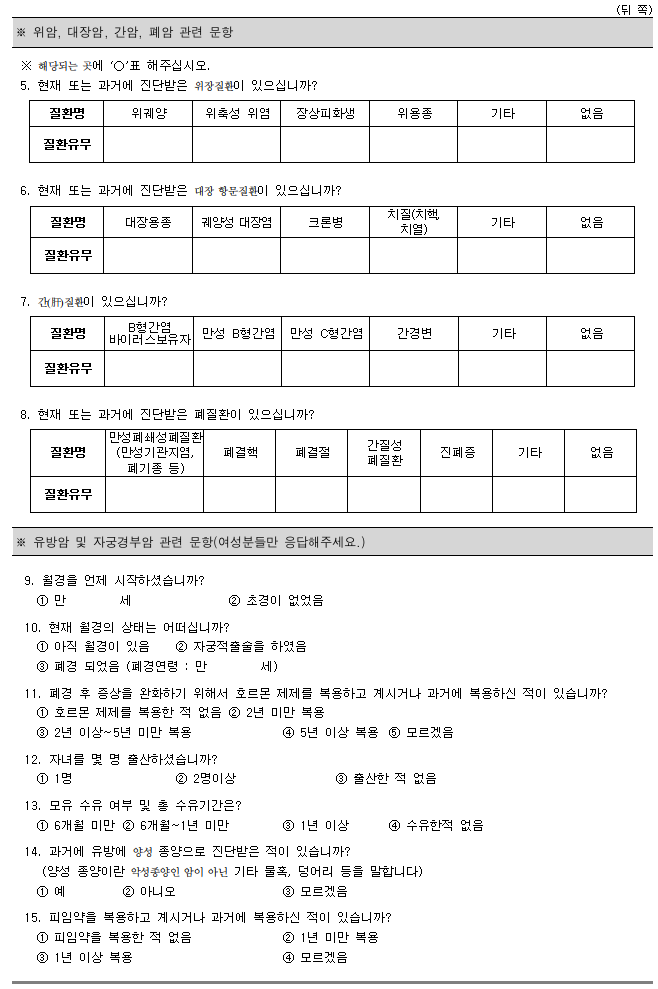 (뒤 쪽)
※ 위암, 대장암, 간암, 폐암 관련 문항
※ 해당되는 곳에 '○'표 해주십시오.
5. 현재 또는 과거에 진단받은 위장질환이 있으십니까?
질환명 위궤양 위축성 위염 장상피화생 위용종 기타 없음
질환유무
6. 현재 또는 과거에 진단받은 대장 항문질환이 있으십니까?
질환명 대장용종 궤양성 대장염 크론병 치질(치핵, 치열) 기타 없음
질환유무
7. 간(肝)질환이 있으십니까?
질환명 B형간염 바이러스보유자 만성 B형간염 만성 C형간염 간경변 기타 없음
질환유무
8. 현재 또는 과거에 진단받은 폐질환이 있으십니까?
질환명 만성폐쇄성폐질환 (만성기관지염, 폐기종 등) 폐결핵 폐결절 간질성 폐질환 진폐증 기타 없음
질환유무
※ 유방암 및 자궁경부암 관련 문항(여성분들만 응답해주세요.)
9. 월경을 언제 시작하셨습니까?
① 만 세 ② 초경이 없었음
10. 현재 월경의 상태는 어떠십니까?
① 아직 월경이 있음 ② 자궁적출술을 하였음
③ 폐경 되었음 (폐경연령 : 만 세)
11. 폐경 후 증상을 완화하기 위해서 호르몬 제제를 복용하고 계시거나 과거에 복용하신 적이 있습니까?
① 호르몬 제제를 복용한 적 없음 ② 2년 미만 복용
③ 2년 이상~5년 미만 복용 ④ 5년 이상 복용 ⑤ 모르겠음
12. 자녀를 몇 명 출산하셨습니까?
① 1명 ② 2명이상 ③ 출산한 적 없음
13. 모유 수유 여부 및 총 수유기간은?
① 6개월 미만 ② 6개월~1년 미만 ③ 1년 이상 ④ 수유한적 없음
14. 과거에 유방에 양성 종양으로 진단받은 적이 있습니까?
(양성 종양이란 악성종양인 암이 아닌 기타 물혹, 덩어리 등을 말합니다)
① 예 ② 아니오 ③ 모르겠음
15. 피임약을 복용하고 계시거나 과거에 복용하신 적이 있습니까?
① 피임약을 복용한 적 없음 ② 1년 미만 복용
③ 1년 이상 복용 ④ 모르겠음